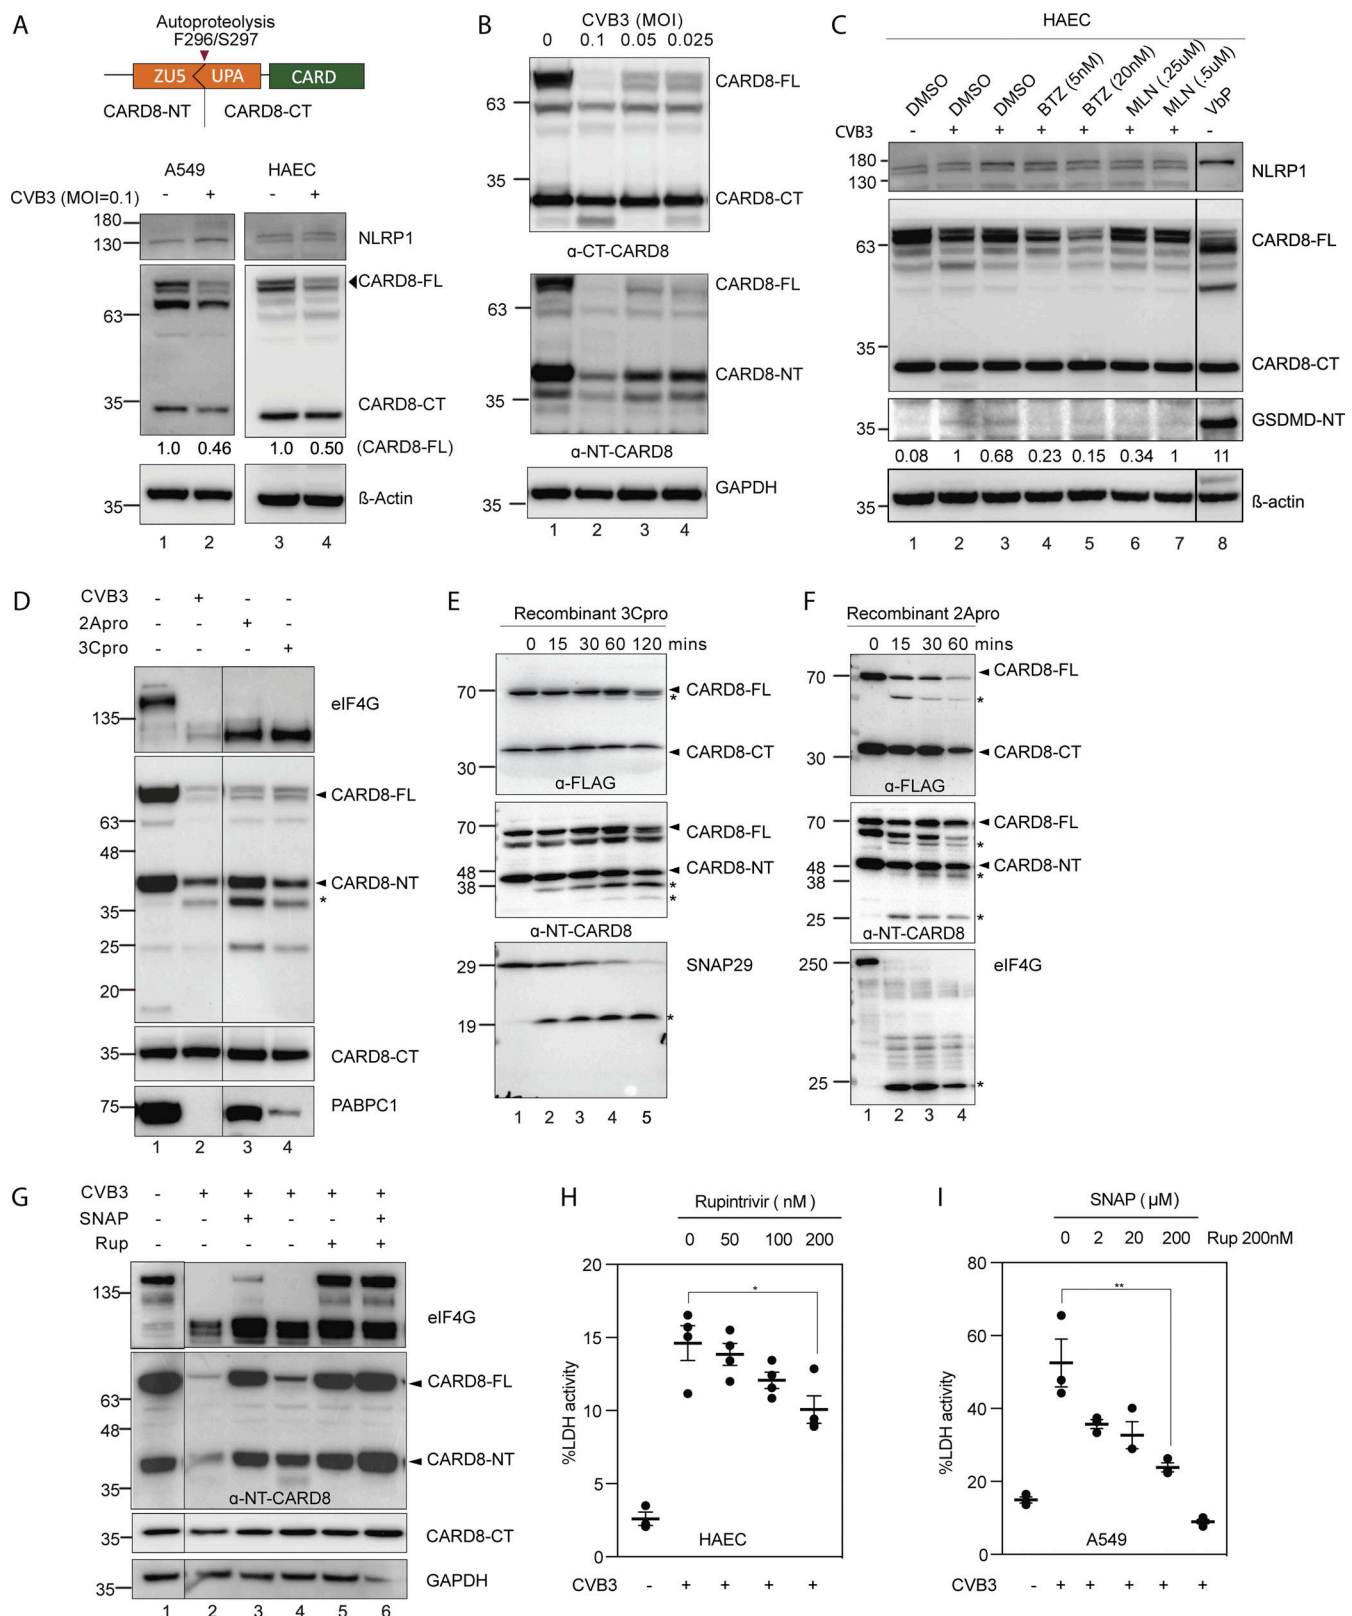 A
Autoproteolysis
F296/S297
ZU5 UPA CARD
CARD8-NT CARD8-CT
A549 HAEC
CVB3 (MOI=0.1) - + - +
180
130
NLRP1
CARD8-FL
63
35
CARD8-CT
1.0 0.46 1.0 0.50 (CARD8-FL)
35
ß-Actin
1 2 3 4
B
CVB3 (MOI)
0 0.1 0.05 0.025
CARD8-FL
63
35
CARD8-CT
α-CT-CARD8
CARD8-FL
63
CARD8-NT
35
α-NT-CARD8
GAPDH
35
1 2 3 4
C
HAEC
DMSO DMSO DMSO BTZ (5nM) BTZ (20nM) MLN (.25uM) MLN (.5uM) VbP
CVB3 - + + + + + + -
180
130
NLRP1
63
CARD8-FL
35
CARD8-CT
35
GSDMD-NT
0.08 1 0.68 0.23 0.15 0.34 1 11
35
ß-actin
1 2 3 4 5 6 7 8
D
CVB3 - + - -
2Apro - - + -
3Cpro - - - +
135
eIF4G
CARD8-FL
63
48
CARD8-NT
35
*
25
20
35
CARD8-CT
75
PABPC1
1 2 3 4
E
Recombinant 3Cpro
0 15 30 60 120 mins
70
CARD8-FL
*
CARD8-CT
30
α-FLAG
70
CARD8-FL
48
CARD8-NT
38
*
*
α-NT-CARD8
29
SNAP29
19
*
1 2 3 4 5
F
Recombinant 2Apro
0 15 30 60 mins
70
CARD8-FL
*
30
CARD8-CT
α-FLAG
70
CARD8-FL
*
48
CARD8-NT
38
*
25
*
α-NT-CARD8
250
eIF4G
25
*
1 2 3 4
G
CVB3 - + + + + +
SNAP - - + - - +
Rup - - - - + +
135
eIF4G
CARD8-FL
63
48
CARD8-NT
35
α-NT-CARD8
35
CARD8-CT
35
GAPDH
1 2 3 4 5 6
H
Rupintrivir ( nM)
0 50 100 200
20
*
15
10
5
0
%LDH activity
HAEC
CVB3 - + + + +
I
SNAP (µM)
0 2 20 200 Rup 200nM
80
**
60
40
20
0
%LDH activity
A549
CVB3 - + + + + +